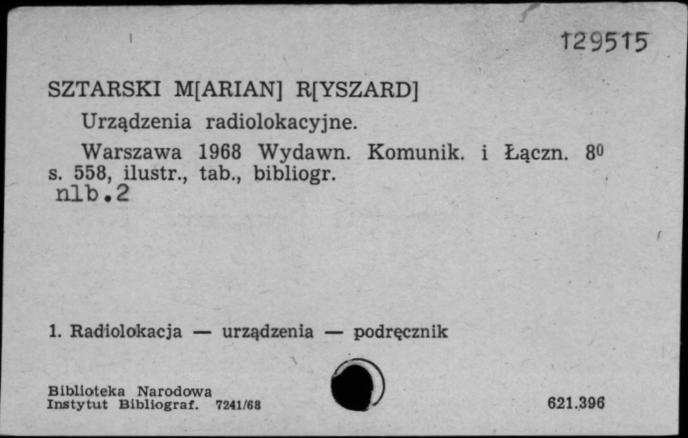 129515
SZTARSKI M[ARIAN] R[YSZARD]
Urządzenia radiolokacyjne.
Warszawa 1968 Wydawn. Komunik. i Łączn. 8⁰
s. 558, ilustr., tab., bibliogr.
nlb.2
1. Radiolokacja — urządzenia — podręcznik
Biblioteka Narodowa
Instytut Bibliograf. 7241/68
621.396